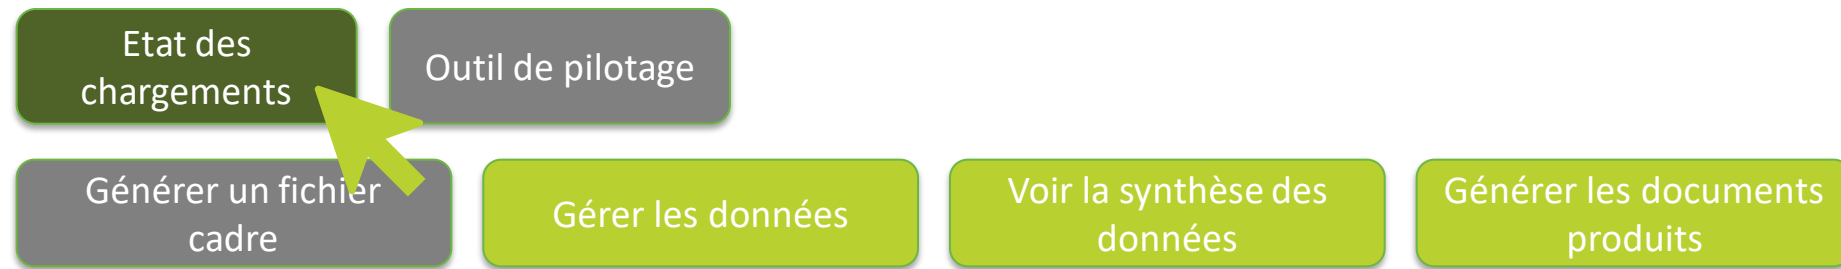 Etat des
chargements
Outil de pilotage
Générer un fichier
cadre
Gérer les données
Voir la synthèse des
données
Générer les documents
produits